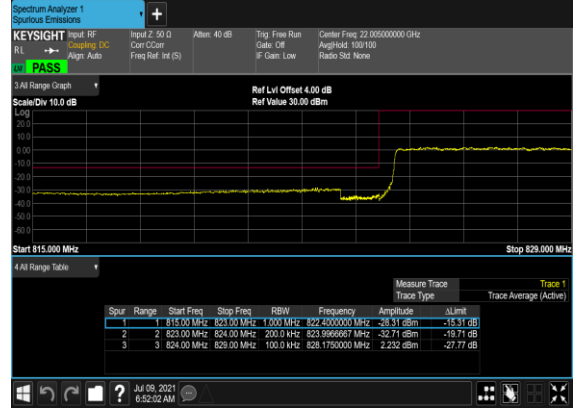 Spectrum Analyzer 1
Spurious Emissions
KEYSIGHT Input: RF Input Z: 50 Ω Atten: 40 dB Trig: Free Run Center Freq: 22.005000000 GHz
RL Coupling: DC Corr CCorr Gate: Off Avg|Hold: 100/100
Align: Auto Freq Ref: Int (S) IF Gain: Low Radio Std: None
PASS
3 All Range Graph
Ref Lvl Offset 4.00 dB
Scale/Div 10.0 dB Ref Value 30.00 dBm
Log
20.0
10.0
0.00
-10.0
-20.0
-30.0
-40.0
-50.0
-60.0
Start 815.000 MHz Stop 829.000 MHz
4 All Range Table
Measure Trace Trace 1
Trace Type Trace Average (Active)
Spur Range Start Freq Stop Freq RBW Frequency Amplitude ΔLimit
1 1 815.00 MHz 823.00 MHz 1.000 MHz 822.4000000 MHz -28.31 dBm -15.31 dB
2 2 823.00 MHz 824.00 MHz 200.0 kHz 823.9966667 MHz -32.71 dBm -19.71 dB
3 3 824.00 MHz 829.00 MHz 100.0 kHz 828.1750000 MHz 2.232 dBm -27.77 dB
? Jul 09, 2021
6:52:02 AM